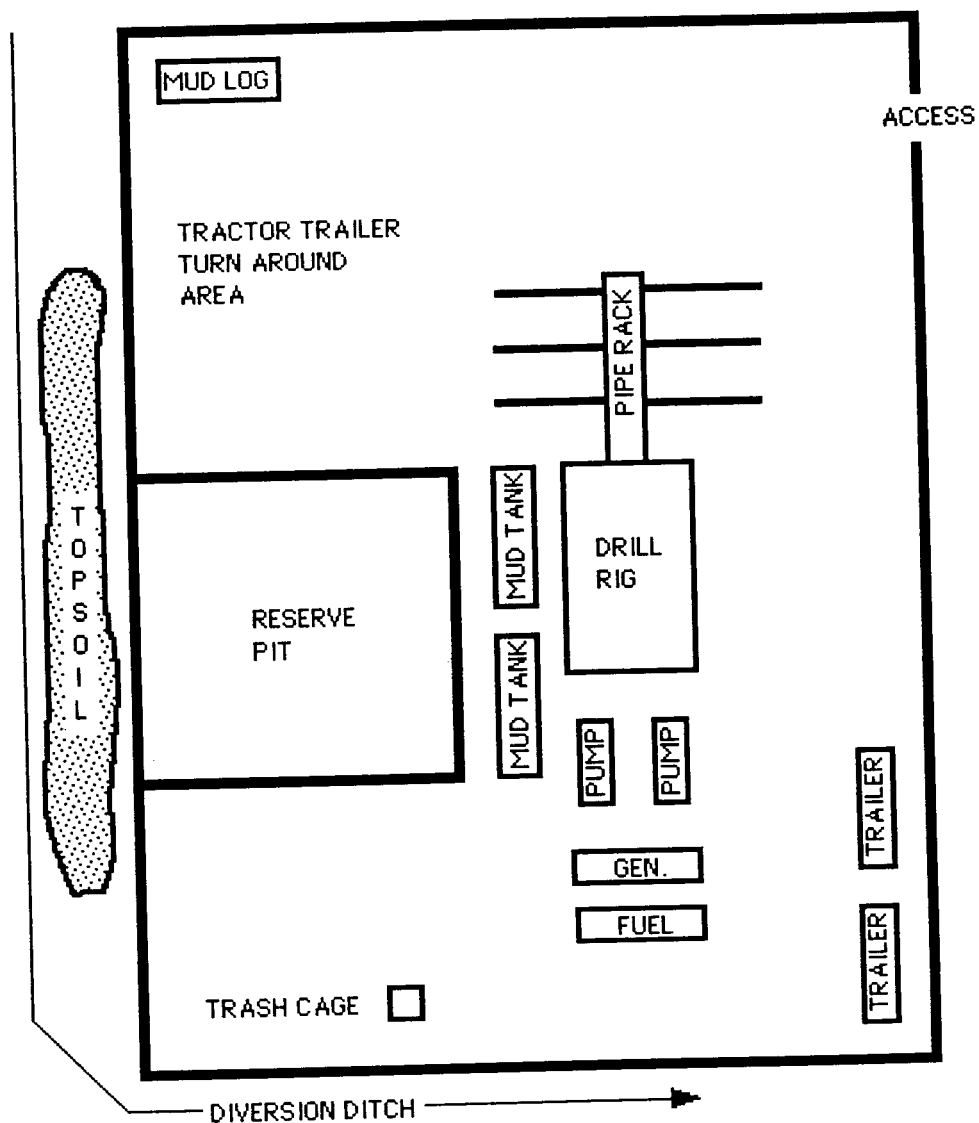 MUD LOG
ACCESS
TRACTOR TRAILER
TURN AROUND
AREA
PIPE RACK
TOPSOIL
RESERVE
PIT
MUD TANK
MUD TANK
DRILL
RIG
PUMP
PUMP
TRAILER
GEN.
FUEL
TRAILER
TRASH CAGE
DIVERSION DITCH